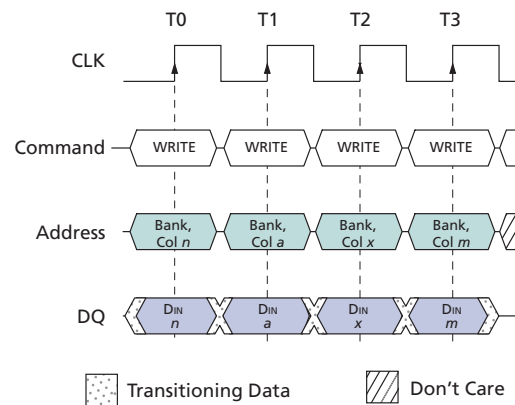 T0 T1 T2 T3
CLK
Command WRITE WRITE WRITE WRITE
Address Bank, Col n Bank, Col a Bank, Col x Bank, Col m
DQ DIN n DIN a DIN x DIN m
Transitioning Data Don't Care